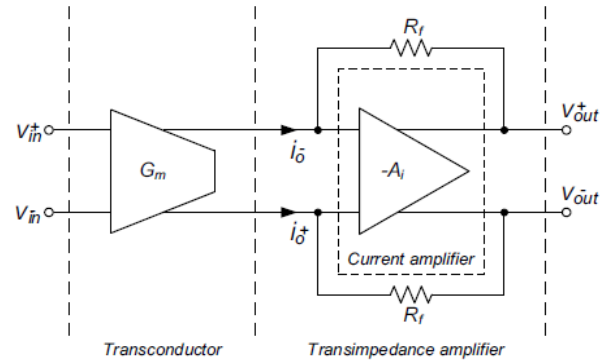 R_f
V_in^+
V_out^+
i_o^-
G_m
-A_i
V_in^-
V_out^-
i_o^+
Current amplifier
R_f
Transconductor
Transimpedance amplifier